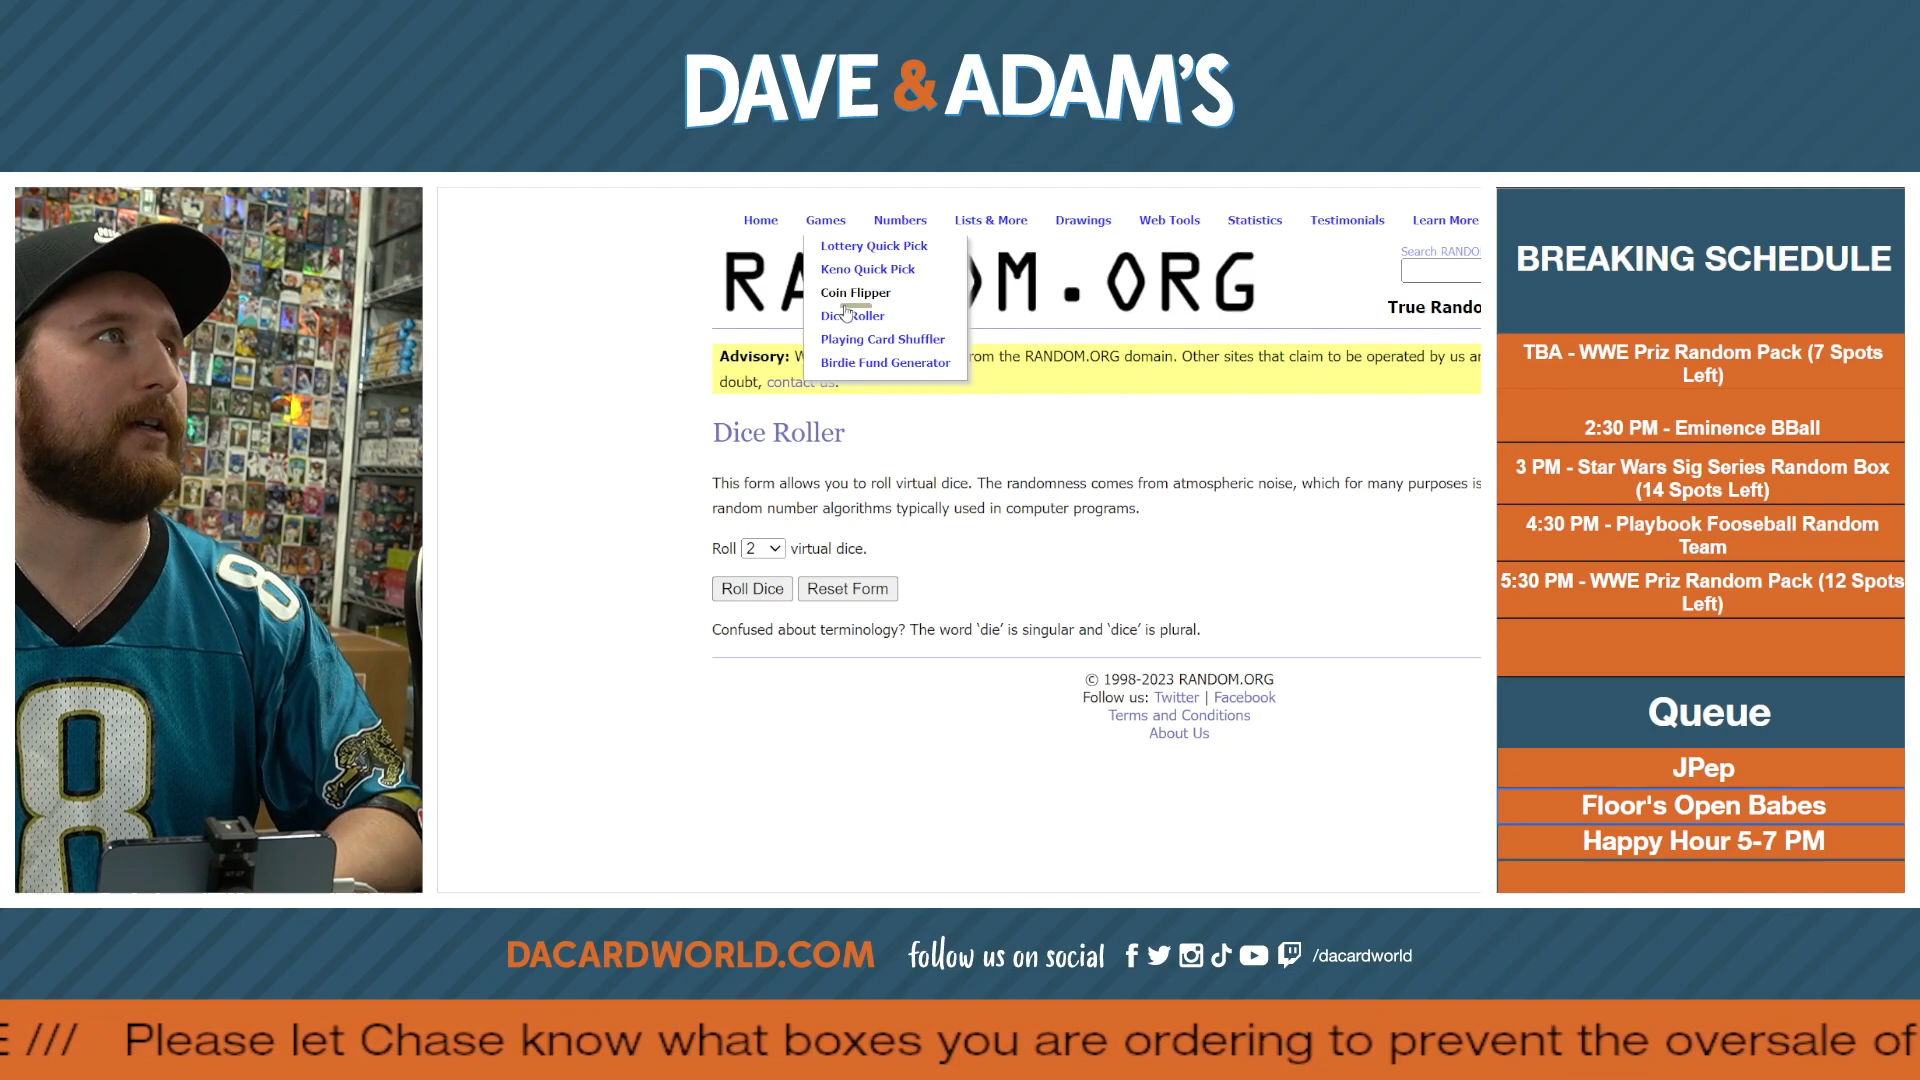 DAVE & ADAM'S
Home Games Numbers Lists & More Drawings Web Tools Statistics Testimonials Learn More
Lottery Quick Pick
Keno Quick Pick
Coin Flipper
Dice Roller
Playing Card Shuffler
Birdie Fund Generator
RA OM.ORG
Search RANDO
True Rando
Advisory: W rom the RANDOM.ORG domain. Other sites that claim to be operated by us ar
doubt, contact us.
Dice Roller
This form allows you to roll virtual dice. The randomness comes from atmospheric noise, which for many purposes is
random number algorithms typically used in computer programs.
Roll 2 virtual dice.
Roll Dice Reset Form
Confused about terminology? The word ‘die’ is singular and ‘dice’ is plural.
© 1998-2023 RANDOM.ORG
Follow us: Twitter | Facebook
Terms and Conditions
About Us
8
8
BREAKING SCHEDULE
TBA - WWE Priz Random Pack (7 Spots
Left)
2:30 PM - Eminence BBall
3 PM - Star Wars Sig Series Random Box
(14 Spots Left)
4:30 PM - Playbook Fooseball Random
Team
5:30 PM - WWE Priz Random Pack (12 Spots
Left)
Queue
JPep
Floor's Open Babes
Happy Hour 5-7 PM
DACARDWORLD.COM follow us on social /dacardworld
E /// Please let Chase know what boxes you are ordering to prevent the oversale of